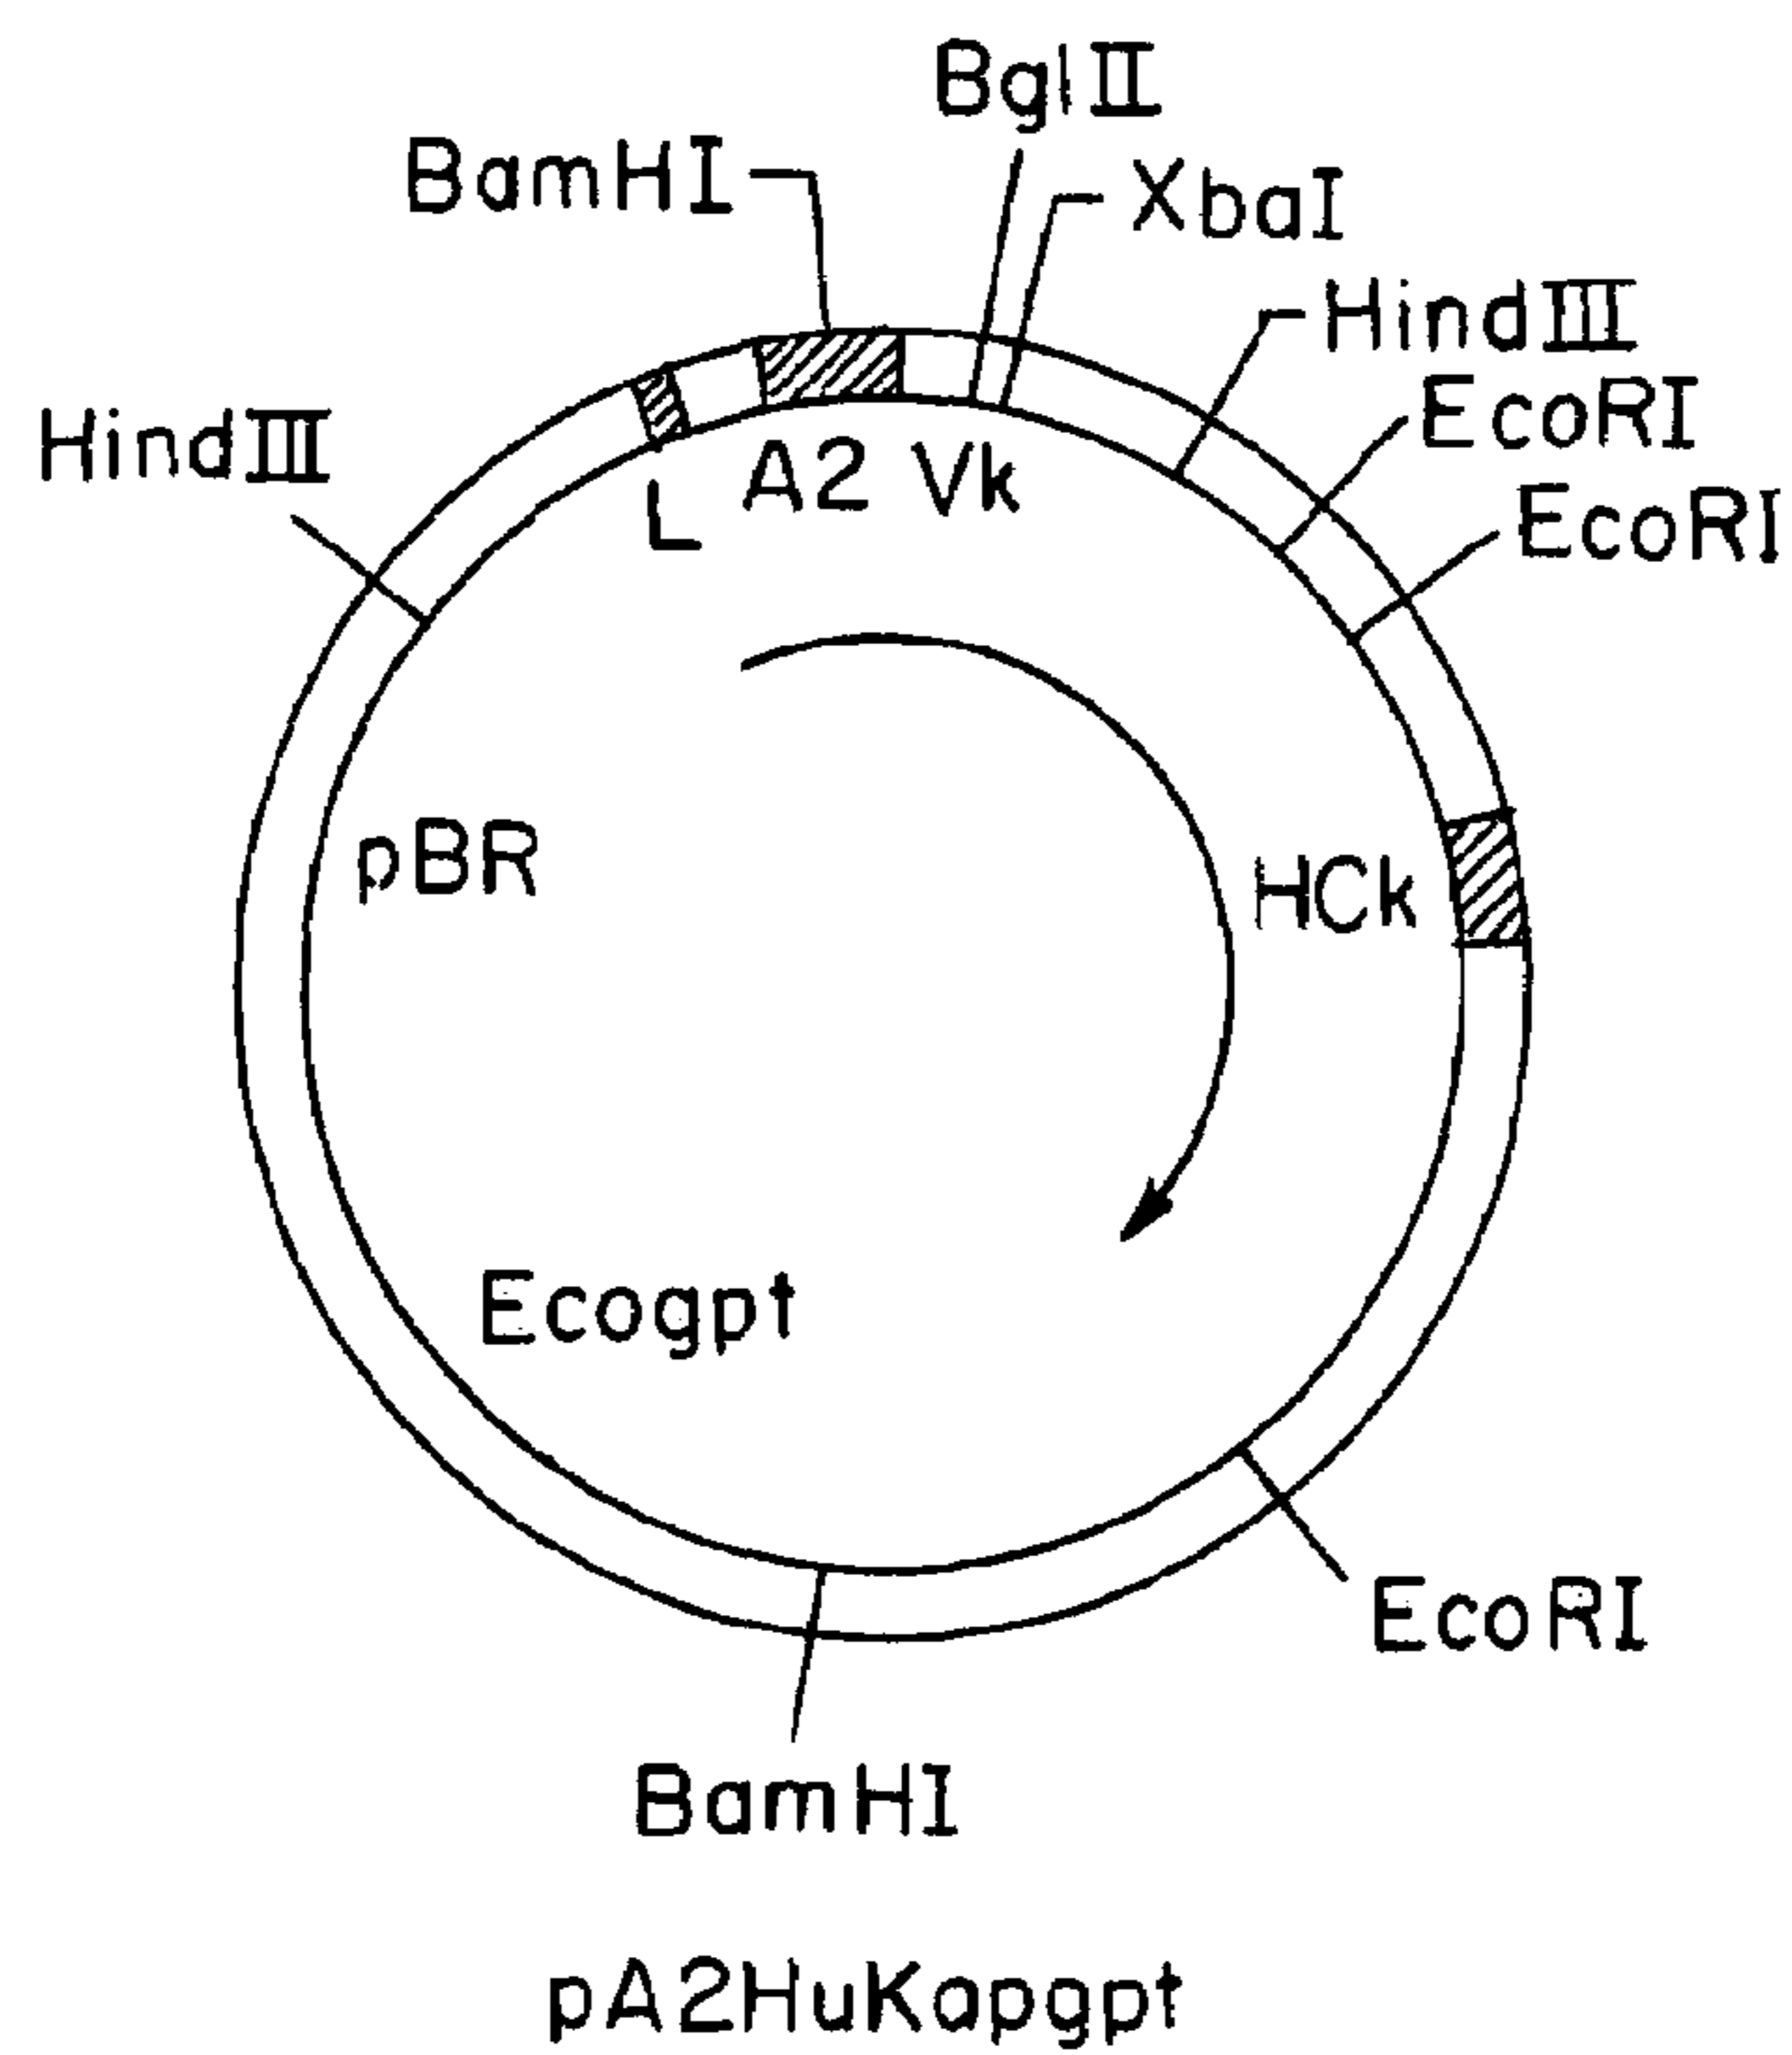 BglII
BamHI
XbaI
HindIII
EcoRI
HindIII
A2 Vk
L
EcoRI
pBR
HCk
Ecogpt
EcoRI
BamHI
pA2HuKapgpt